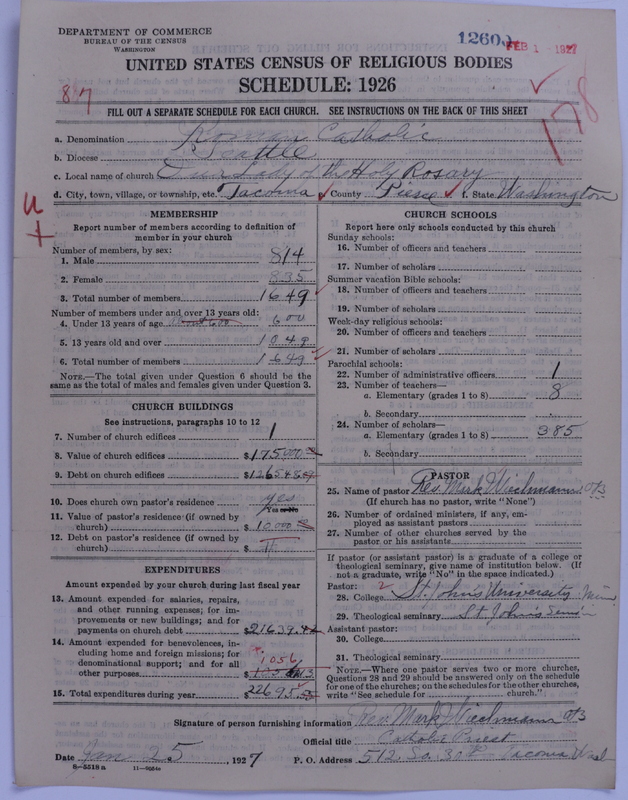 DEPARTMENT OF COMMERCE
BUREAU OF THE CENSUS
WASHINGTON
12600 FEB 1 - 1927
UNITED STATES CENSUS OF RELIGIOUS BODIES
SCHEDULE: 1926
817
178
FILL OUT A SEPARATE SCHEDULE FOR EACH CHURCH. SEE INSTRUCTIONS ON THE BACK OF THIS SHEET
a. Denomination Roman Catholic
b. Diocese Seattle
c. Local name of church Our Lady of the Holy Rosary
d. City, town, village, or township, etc. Tacoma County Pierce f. State Washington
MEMBERSHIP
Report number of members according to definition of
member in your church
Number of members, by sex:
1. Male 814
2. Female 835
3. Total number of members 1649
Number of members under and over 13 years old:
4. Under 13 years of age 600
5. 13 years old and over 1049
6. Total number of members 1649
NOTE.—The total given under Question 6 should be
the same as the total of males and females given under Question 3.
CHURCH BUILDINGS
See instructions, paragraphs 10 to 12
7. Number of church edifices 1
8. Value of church edifices $175000
9. Debt on church edifices $126548
10. Does church own pastor's residence yes
Yes or No
11. Value of pastor's residence (if owned by
church) $10,000
12. Debt on pastor's residence (if owned by
church) $
EXPENDITURES
Amount expended by your church during last fiscal year
13. Amount expended for salaries, repairs,
and other running expenses; for im-
provements or new buildings; and for
payments on church debt $21639.42
14. Amount expended for benevolences, in-
cluding home and foreign missions; for
denominational support; and for all
other purposes 1056
15. Total expenditures during year $22695
CHURCH SCHOOLS
Report here only schools conducted by this church
Sunday schools:
16. Number of officers and teachers
17. Number of scholars
Summer vacation Bible schools:
18. Number of officers and teachers
19. Number of scholars
Week-day religious schools:
20. Number of officers and teachers
21. Number of scholars
Parochial schools:
22. Number of administrative officers 1
23. Number of teachers—
a. Elementary (grades 1 to 8) 8
b. Secondary
24. Number of scholars—
a. Elementary (grades 1 to 8) 385
b. Secondary
PASTOR
25. Name of pastor Rev. Mark Wiechmann OSB
(If church has no pastor, write "None")
26. Number of ordained ministers, if any, em-
ployed as assistant pastors
27. Number of other churches served by the
pastor or his assistants
If pastor (or assistant pastor) is a graduate of a college or
theological seminary, give name of institution below. (If
not a graduate, write "No" in the space indicated.)
Pastor:
28. College St. John's University Minn
29. Theological seminary St. John's Sem'n
Assistant pastor:
30. College
31. Theological seminary
NOTE.—Where one pastor serves two or more churches,
Questions 28 and 29 should be answered only on the schedule
for one of the churches; on the schedules for the other churches,
write "See schedule for church."
Signature of person furnishing information Rev. Mark Wiechmann OSB
Official title Catholic Priest
Date Jan 25, 1927 P. O. Address 512 So. 30th Tacoma Wash
8-5518a 11-9554a